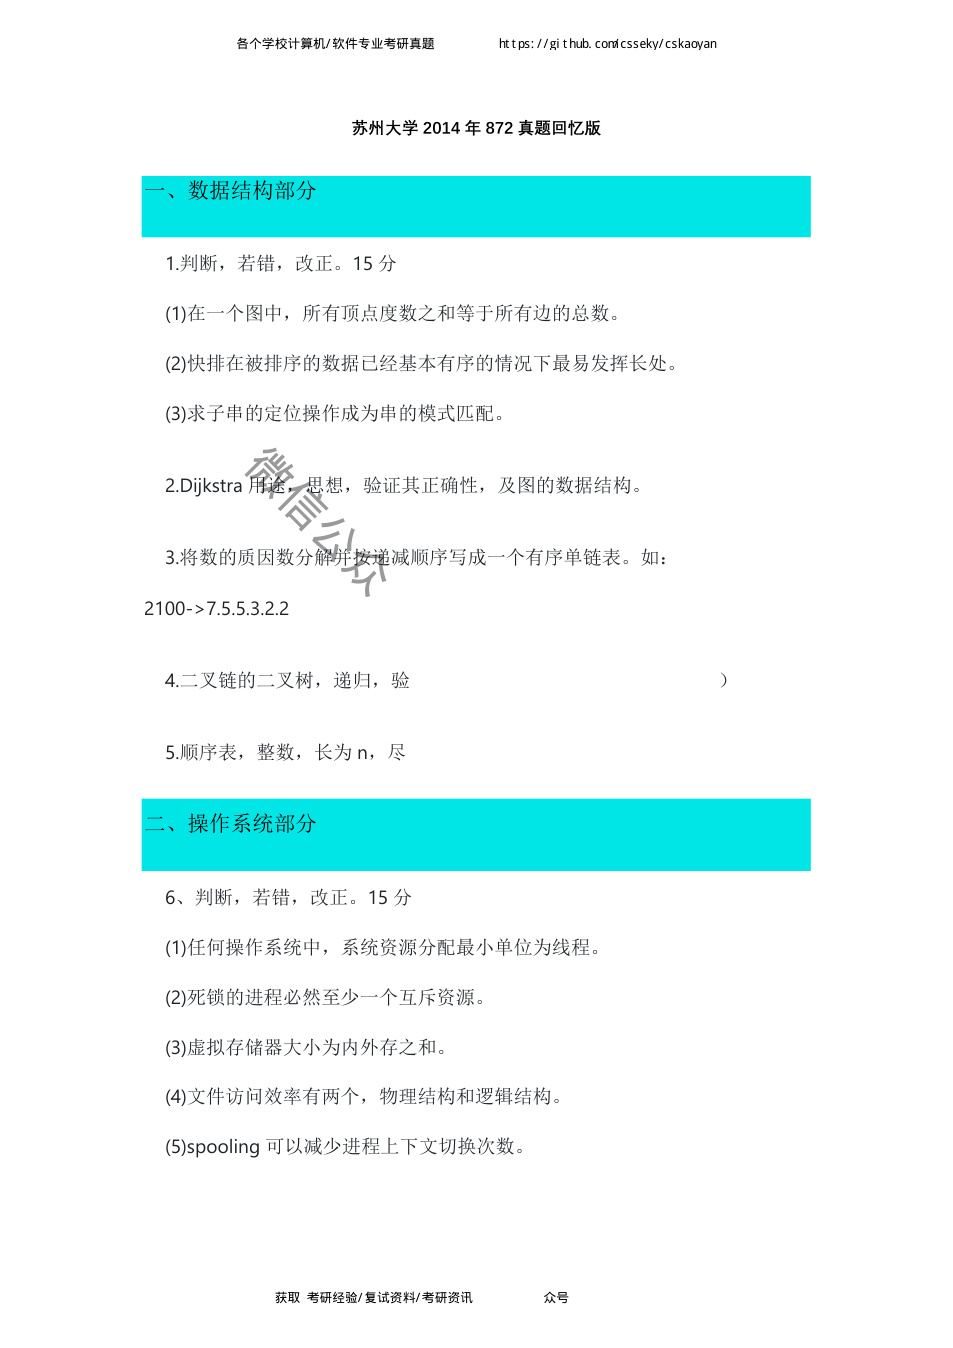 各个学校计算机/软件专业考研真题 https://github.com/csseky/cskaoyan
苏州大学 2014 年 872 真题回忆版
一、数据结构部分
1.判断，若错，改正。15 分
(1)在一个图中，所有顶点度数之和等于所有边的总数。
(2)快排在被排序的数据已经基本有序的情况下最易发挥长处。
(3)求子串的定位操作成为串的模式匹配。
2.Dijkstra 用途，思想，验证其正确性，及图的数据结构。
3.将数的质因数分解并按递减顺序写成一个有序单链表。如：
2100->7.5.5.3.2.2
4.二叉链的二叉树，递归，验 ）
5.顺序表，整数，长为 n，尽
二、操作系统部分
6、判断，若错，改正。15 分
(1)任何操作系统中，系统资源分配最小单位为线程。
(2)死锁的进程必然至少一个互斥资源。
(3)虚拟存储器大小为内外存之和。
(4)文件访问效率有两个，物理结构和逻辑结构。
(5)spooling 可以减少进程上下文切换次数。
微信公众
获取 考研经验/复试资料/考研资讯 众号